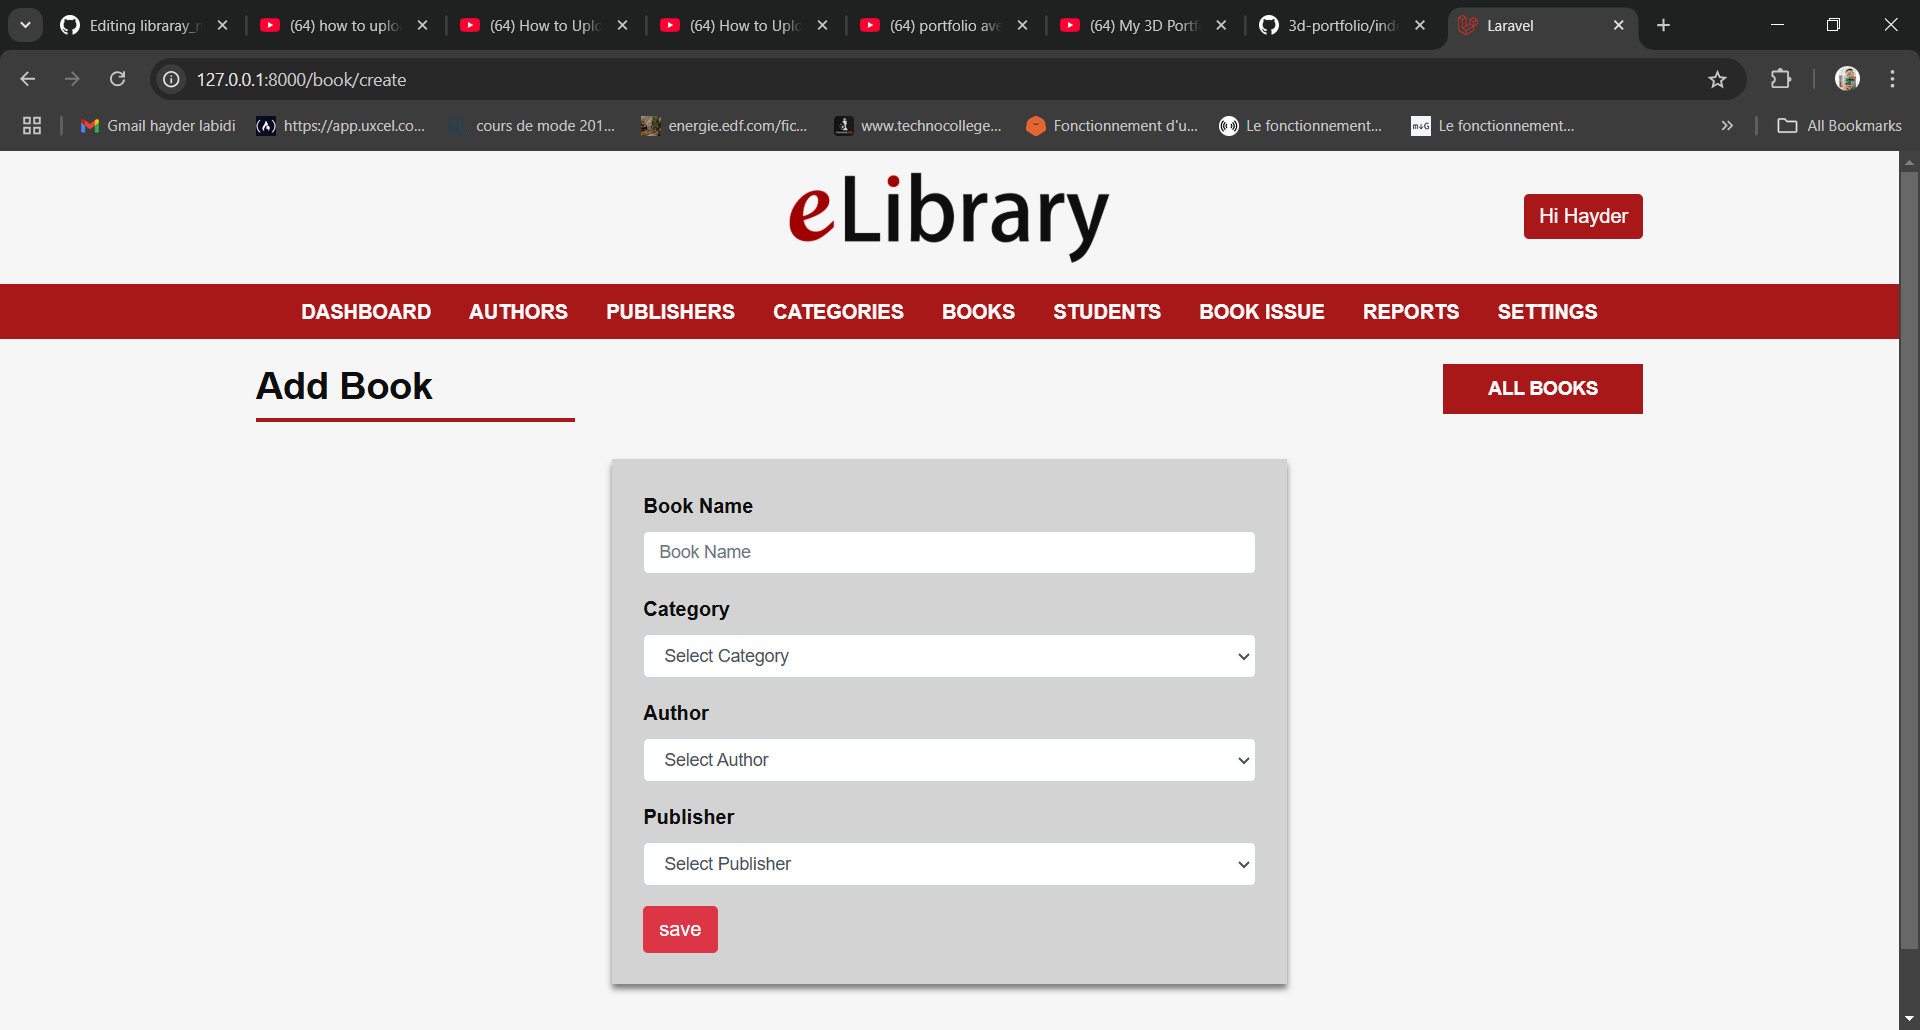 Editing libraray_
(64) how to uplo
(64) How to Uplo
(64) How to Uplo
(64) portfolio ave
(64) My 3D Portf
3d-portfolio/ind
Laravel
127.0.0.1:8000/book/create
Gmail hayder labidi
https://app.uxcel.co...
cours de mode 201...
energie.edf.com/fic...
www.technocollege...
Fonctionnement d'u...
Le fonctionnement...
Le fonctionnement...
All Bookmarks
eLibrary
Hi Hayder
DASHBOARD AUTHORS PUBLISHERS CATEGORIES BOOKS STUDENTS BOOK ISSUE REPORTS SETTINGS
Add Book
ALL BOOKS
Book Name
Book Name
Category
Select Category
Author
Select Author
Publisher
Select Publisher
save